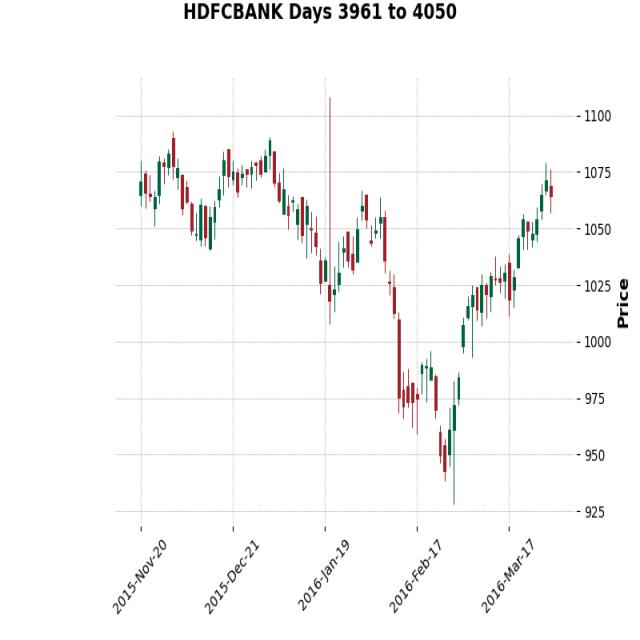 HDFCBANK Days 3961 to 4050
1100
1075
1050
1025
1000
975
950
925
Price
2015-Nov-20
2015-Dec-21
2016-Jan-19
2016-Feb-17
2016-Mar-17